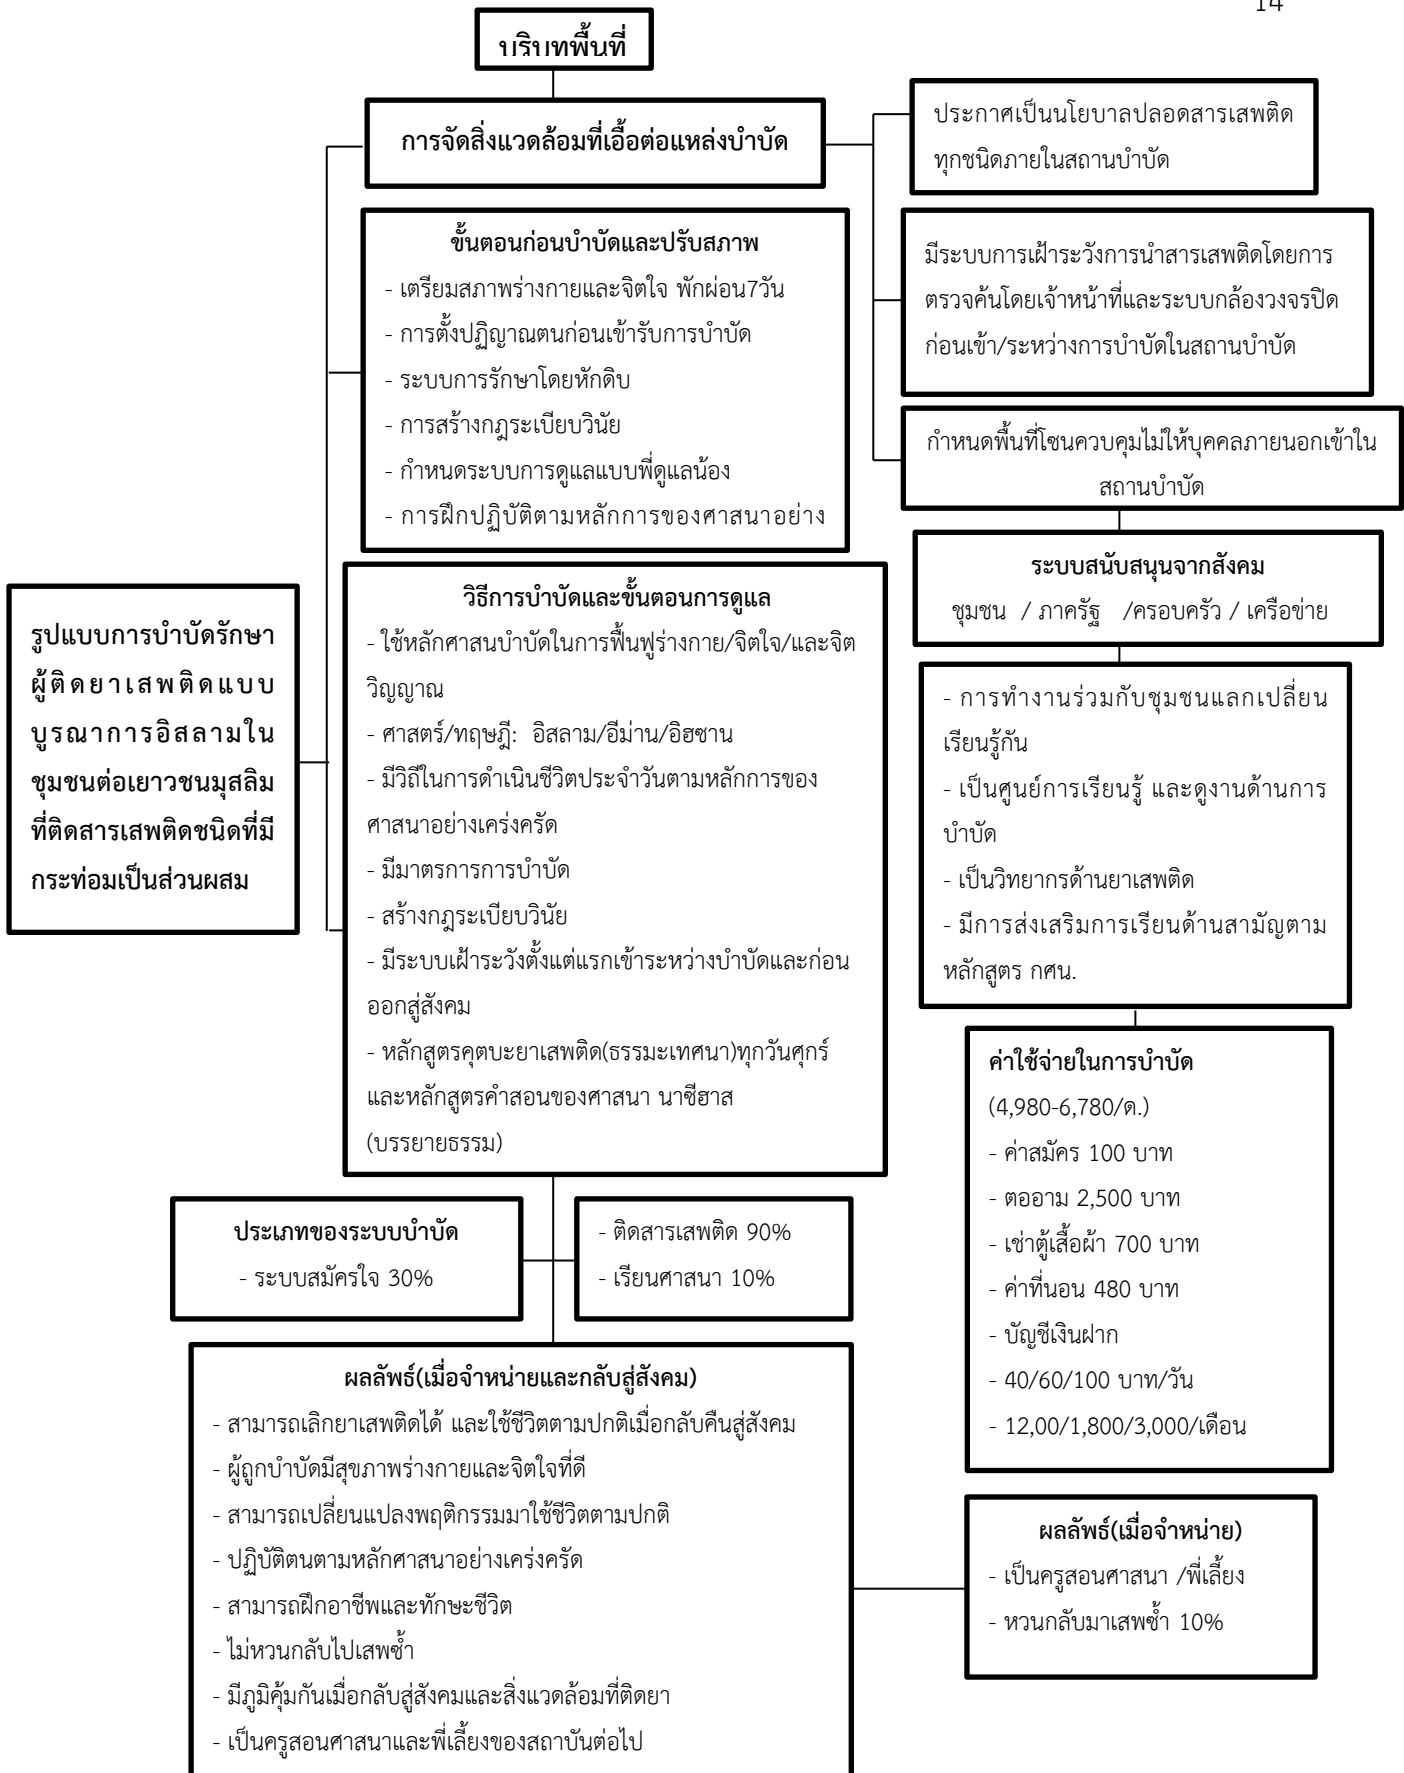 14
บริบทพื้นที่
การจัดสิ่งแวดล้อมที่เอื้อต่อแหล่งบำบัด
ประกาศเป็นนโยบาลปลอดสารเสพติด
ทุกชนิดภายในสถานบำบัด
ขั้นตอนก่อนบำบัดและปรับสภาพ
- เตรียมสภาพร่างกายและจิตใจ พักผ่อน7วัน
- การตั้งปฏิญาณตนก่อนเข้ารับการบำบัด
- ระบบการรักษาโดยหักดิบ
- การสร้างกฎระเบียบวินัย
- กำหนดระบบการดูแลแบบพี่ดูแลน้อง
- การฝึกปฏิบัติตามหลักการของศาสนาอย่าง
มีระบบการเฝ้าระวังการนำสารเสพติดโดยการ
ตรวจค้นโดยเจ้าหน้าที่และระบบกล้องวงจรปิด
ก่อนเข้า/ระหว่างการบำบัดในสถานบำบัด
กำหนดพื้นที่โซนควบคุมไม่ให้บุคคลภายนอกเข้าใน
สถานบำบัด
ระบบสนับสนุนจากสังคม
ชุมชน / ภาครัฐ /ครอบครัว / เครือข่าย
รูปแบบการบำบัดรักษา
ผู้ติดยาเสพติดแบบ
บูรณาการอิสลามใน
ชุมชนต่อเยาวชนมุสลิม
ที่ติดสารเสพติดชนิดที่มี
กระท่อมเป็นส่วนผสม
วิธีการบำบัดและขั้นตอนการดูแล
- ใช้หลักศาสนบำบัดในการฟื้นฟูร่างกาย/จิตใจ/และจิต
วิญญาณ
- ศาสตร์/ทฤษฎี: อิสลาม/อีม่าน/อิฮซาน
- มีวิถีในการดำเนินชีวิตประจำวันตามหลักการของ
ศาสนาอย่างเคร่งครัด
- มีมาตรการการบำบัด
- สร้างกฎระเบียบวินัย
- มีระบบเฝ้าระวังตั้งแต่แรกเข้าระหว่างบำบัดและก่อน
ออกสู่สังคม
- หลักสูตรคุตบะยาเสพติด(ธรรมะเทศนา)ทุกวันศุกร์
และหลักสูตรคำสอนของศาสนา นาซีฮาส
(บรรยายธรรม)
- การทำงานร่วมกับชุมชนแลกเปลี่ยน
เรียนรู้กัน
- เป็นศูนย์การเรียนรู้ และดูงานด้านการ
บำบัด
- เป็นวิทยากรด้านยาเสพติด
- มีการส่งเสริมการเรียนด้านสามัญตาม
หลักสูตร กศน.
ค่าใช้จ่ายในการบำบัด
(4,980-6,780/ด.)
- ค่าสมัคร 100 บาท
- ตออาม 2,500 บาท
- เช่าตู้เสื้อผ้า 700 บาท
- ค่าที่นอน 480 บาท
- บัญชีเงินฝาก
- 40/60/100 บาท/วัน
- 12,00/1,800/3,000/เดือน
ประเภทของระบบบำบัด
- ระบบสมัครใจ 30%
- ติดสารเสพติด 90%
- เรียนศาสนา 10%
ผลลัพธ์(เมื่อจำหน่ายและกลับสู่สังคม)
- สามารถเลิกยาเสพติดได้ และใช้ชีวิตตามปกติเมื่อกลับคืนสู่สังคม
- ผู้ถูกบำบัดมีสุขภาพร่างกายและจิตใจที่ดี
- สามารถเปลี่ยนแปลงพฤติกรรมมาใช้ชีวิตตามปกติ
- ปฏิบัติตนตามหลักศาสนาอย่างเคร่งครัด
- สามารถฝึกอาชีพและทักษะชีวิต
- ไม่หวนกลับไปเสพซ้ำ
- มีภูมิคุ้มกันเมื่อกลับสู่สังคมและสิ่งแวดล้อมที่ติดยา
- เป็นครูสอนศาสนาและพี่เลี้ยงของสถาบันต่อไป
ผลลัพธ์(เมื่อจำหน่าย)
- เป็นครูสอนศาสนา /พี่เลี้ยง
- หวนกลับมาเสพซ้ำ 10%